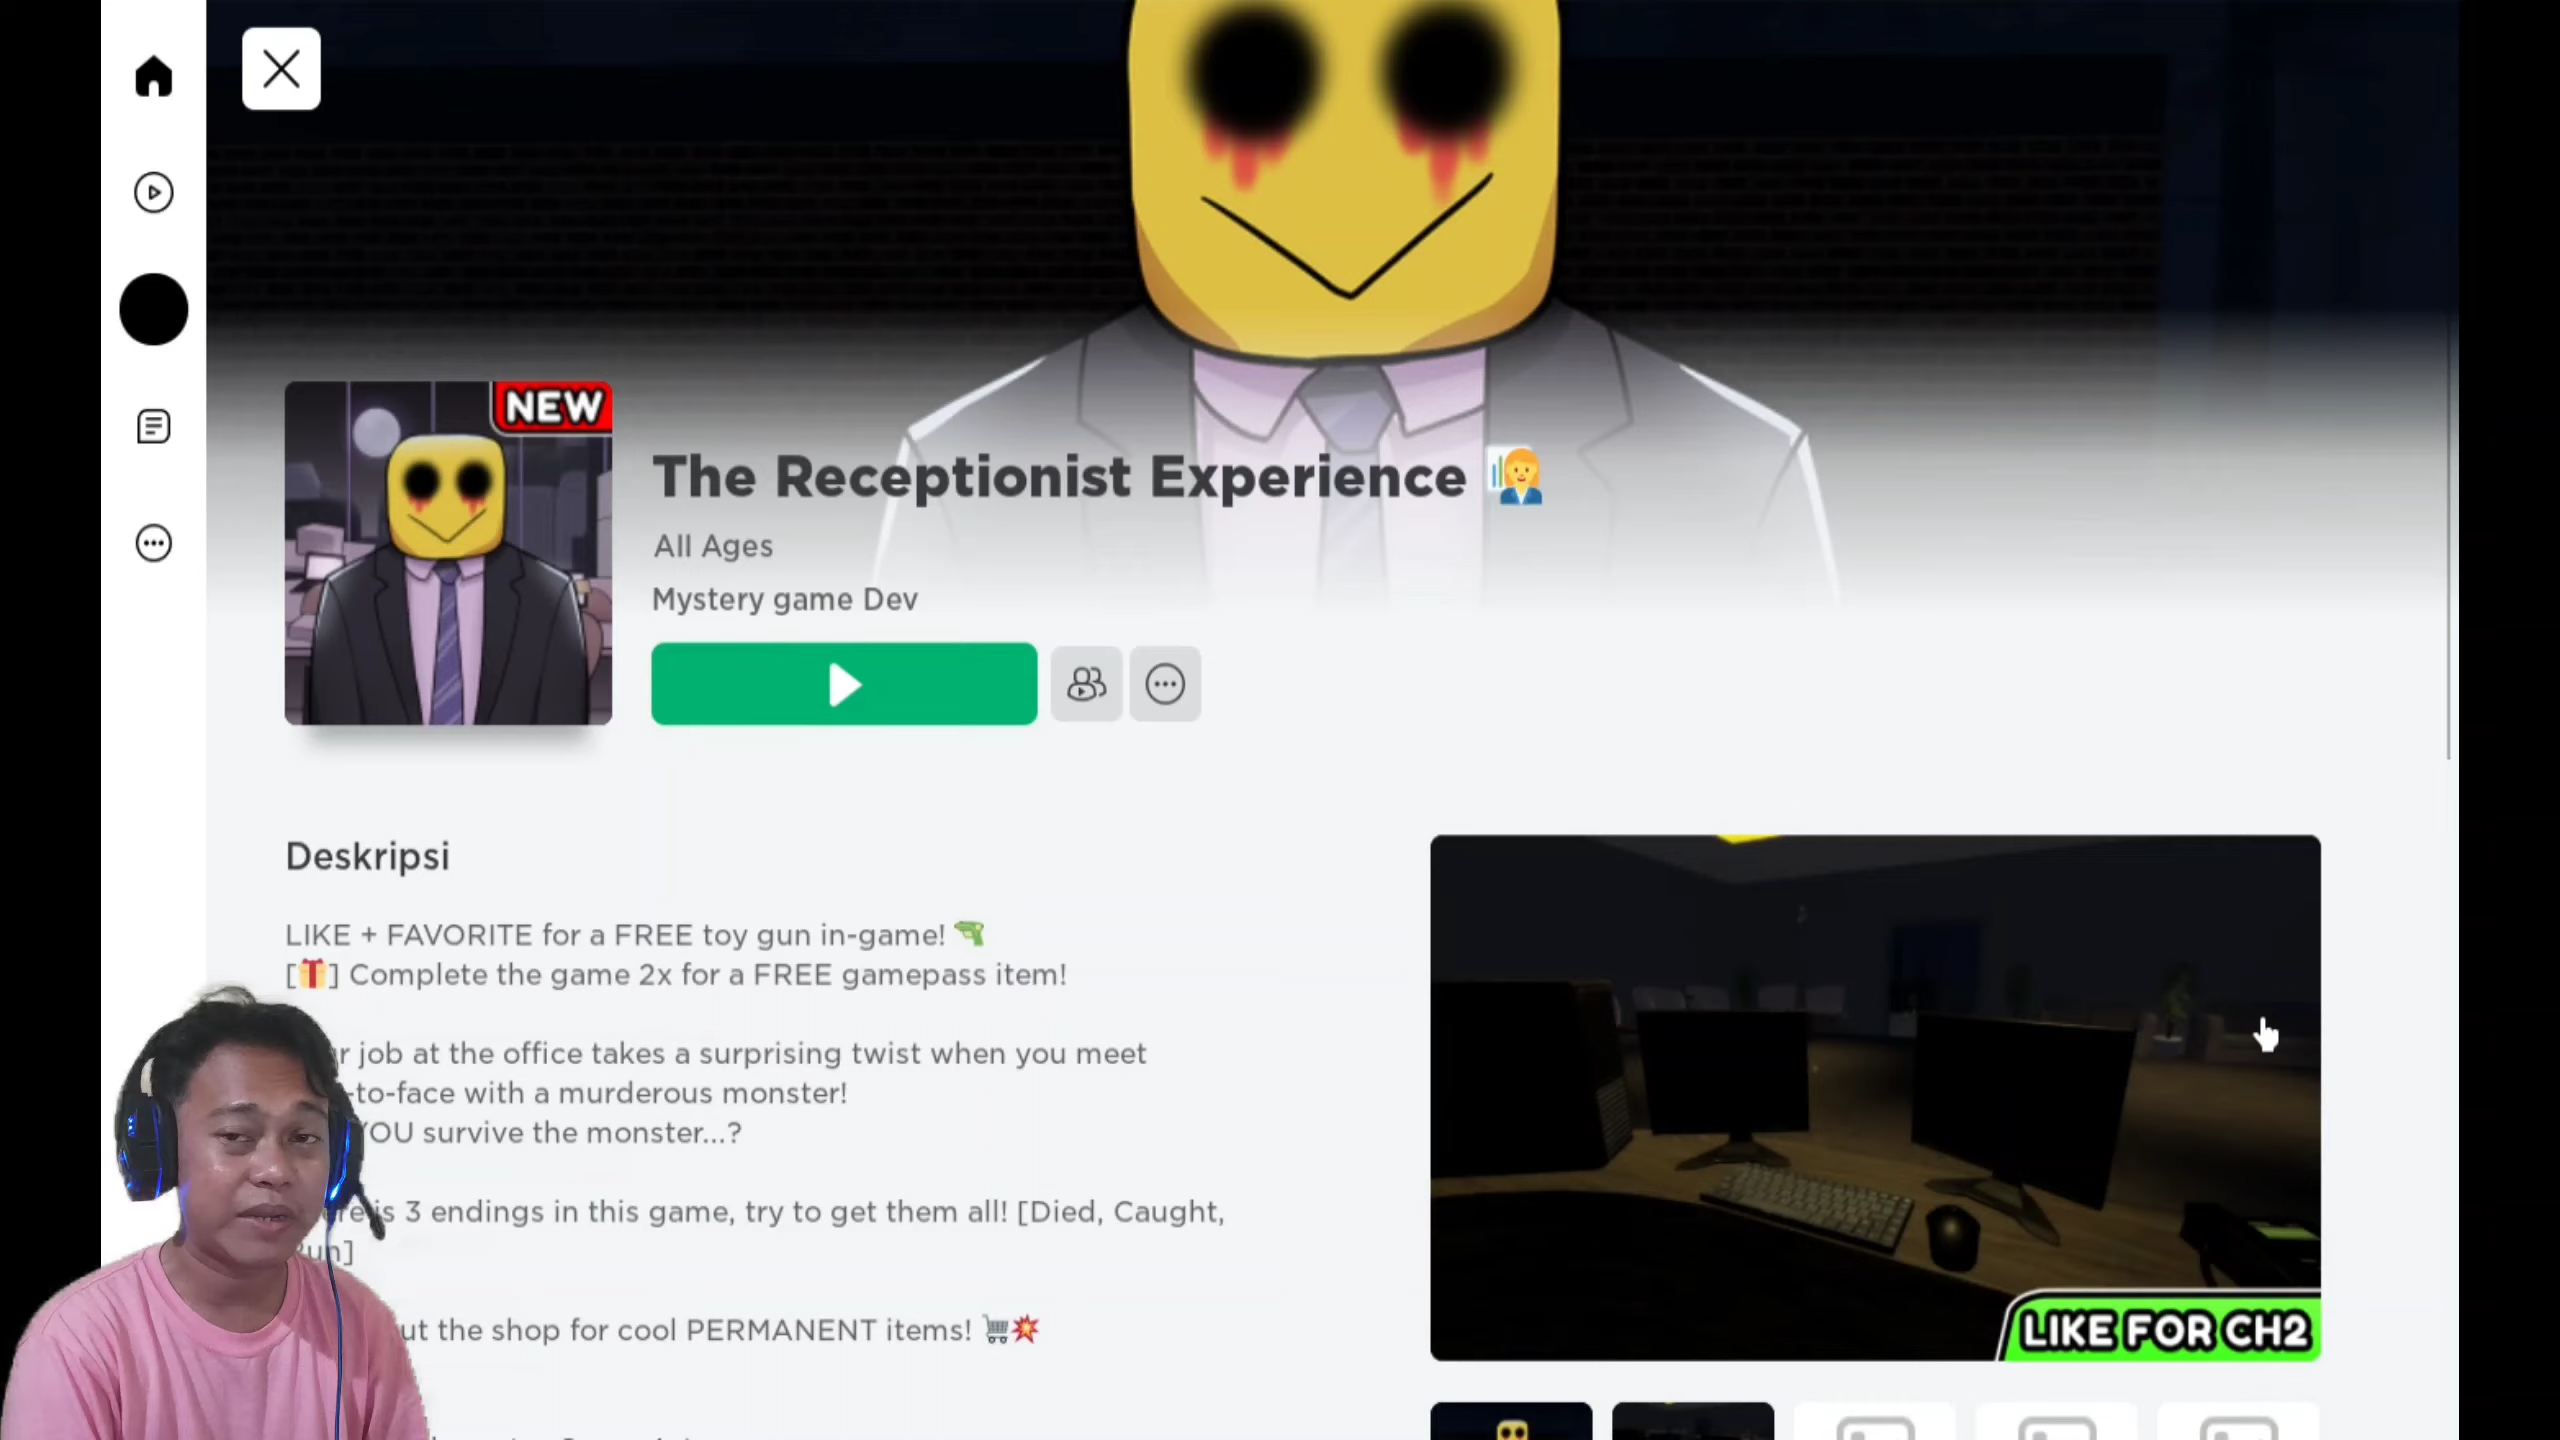 NEW
The Receptionist Experience
All Ages
Mystery game Dev
Deskripsi
LIKE + FAVORITE for a FREE toy gun in-game!
[🎁] Complete the game 2x for a FREE gamepass item!
job at the office takes a surprising twist when you meet
-to-face with a murderous monster!
YOU survive the monster...?
is 3 endings in this game, try to get them all! [Died, Caught,
Run]
the shop for cool PERMANENT items!
LIKE FOR CH2